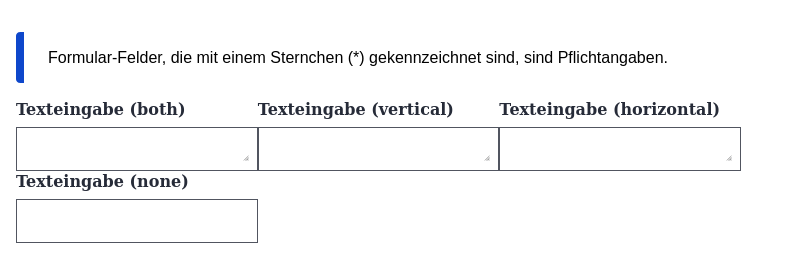 Formular-Felder, die mit einem Sternchen (*) gekennzeichnet sind, sind Pflichtangaben.
Texteingabe (both) Texteingabe (vertical) Texteingabe (horizontal)
Texteingabe (none)